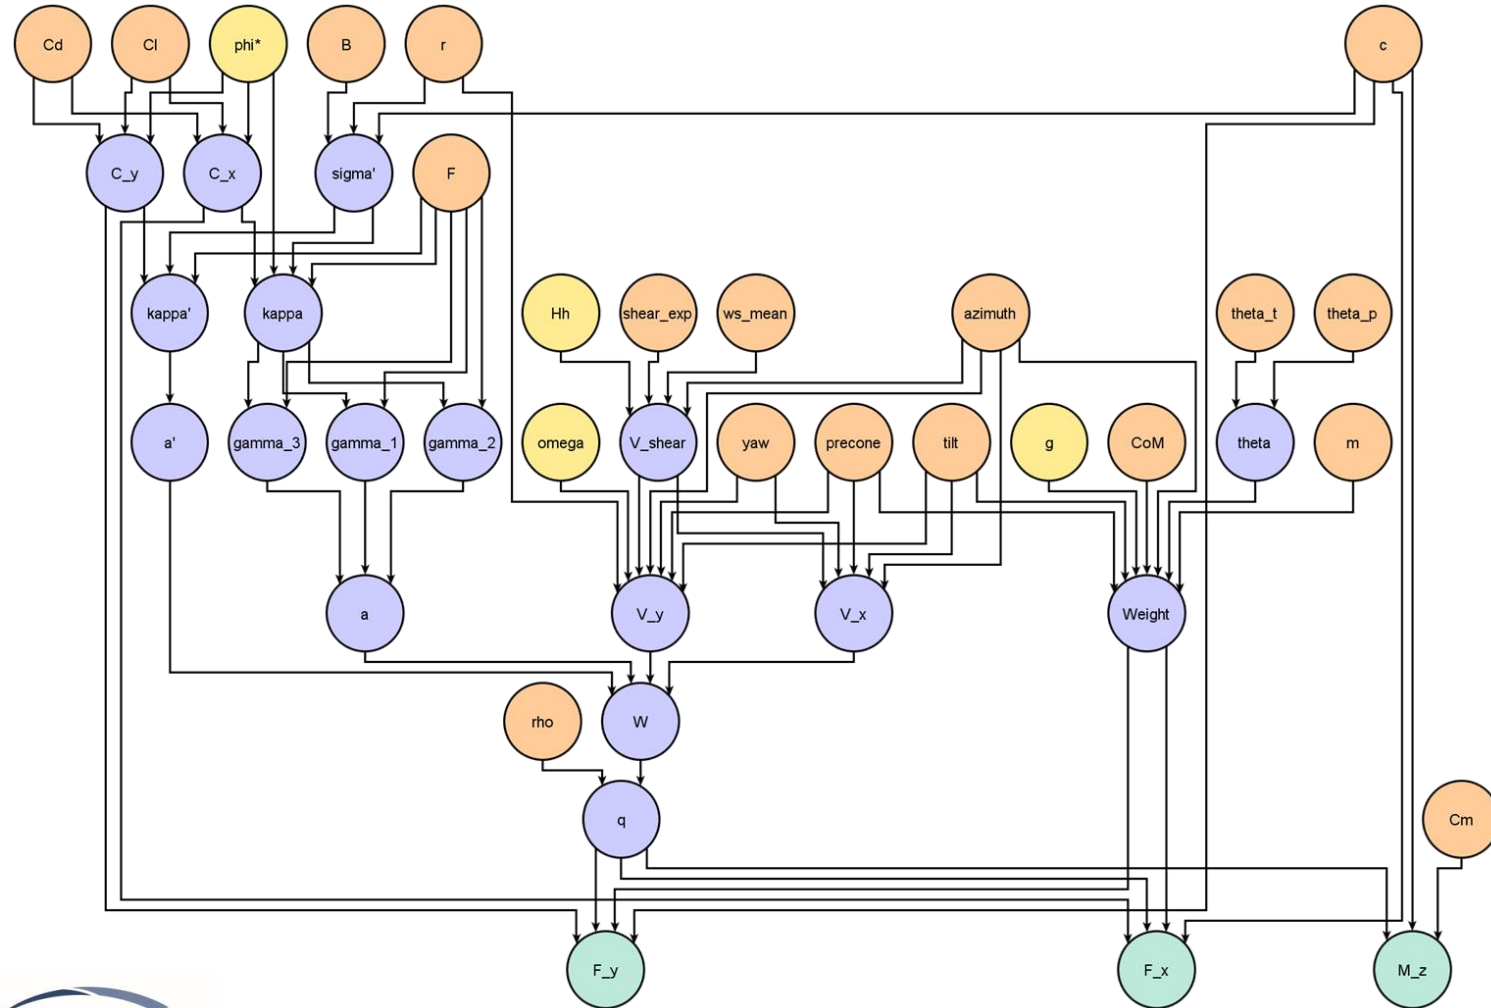 Cd
Cl
phi*
B
r
c
C_y
C_x
sigma'
F
kappa'
kappa
Hh
shear_exp
ws_mean
azimuth
theta_t
theta_p
a'
gamma_3
gamma_1
gamma_2
omega
V_shear
yaw
precone
tilt
g
CoM
theta
m
a
V_y
V_x
Weight
rho
W
q
Cm
F_y
F_x
M_z